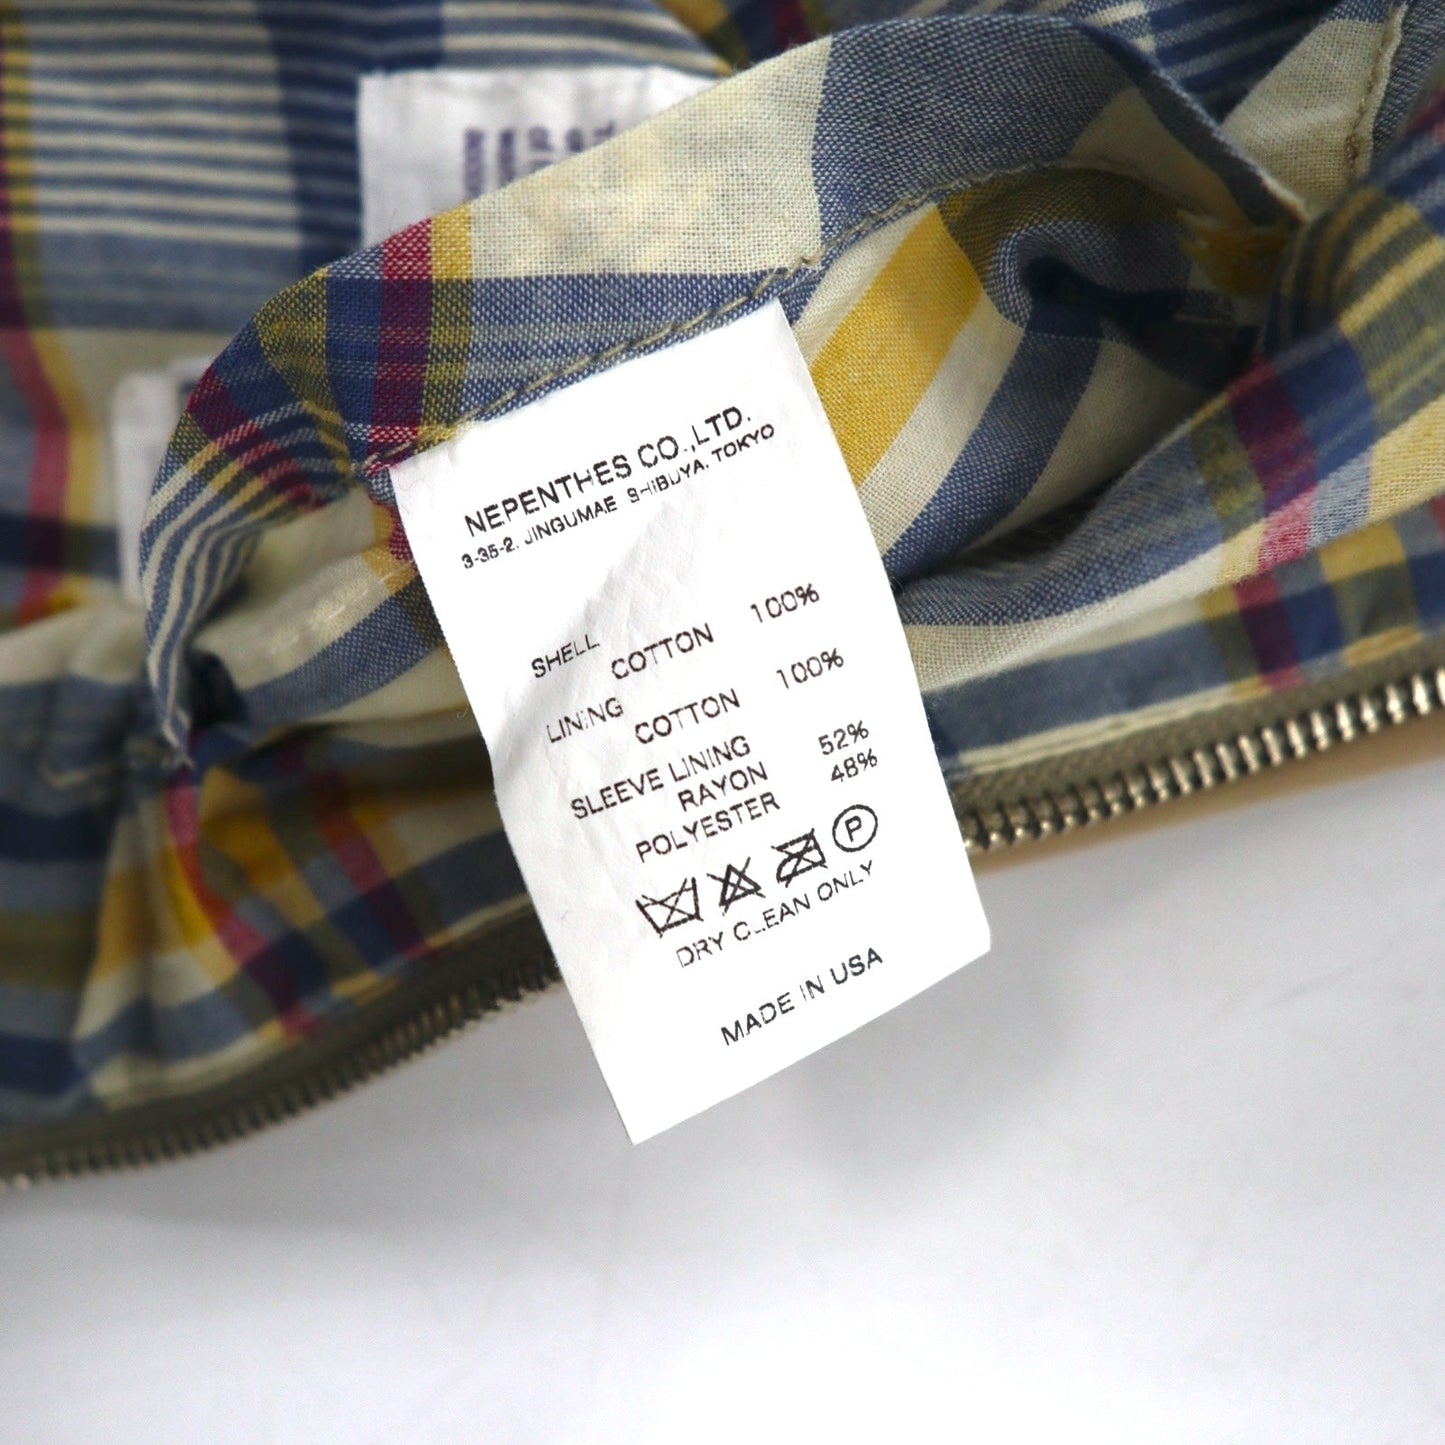 NEPENTHES CO.,LTD.
3-35-2, JINGUMAE SHIBUYA, TOKYO
SHELL
COTTON 100%
LINING
COTTON 100%
SLEEVE LINING
RAYON 52%
POLYESTER 48%
P
DRY CLEAN ONLY
MADE IN USA